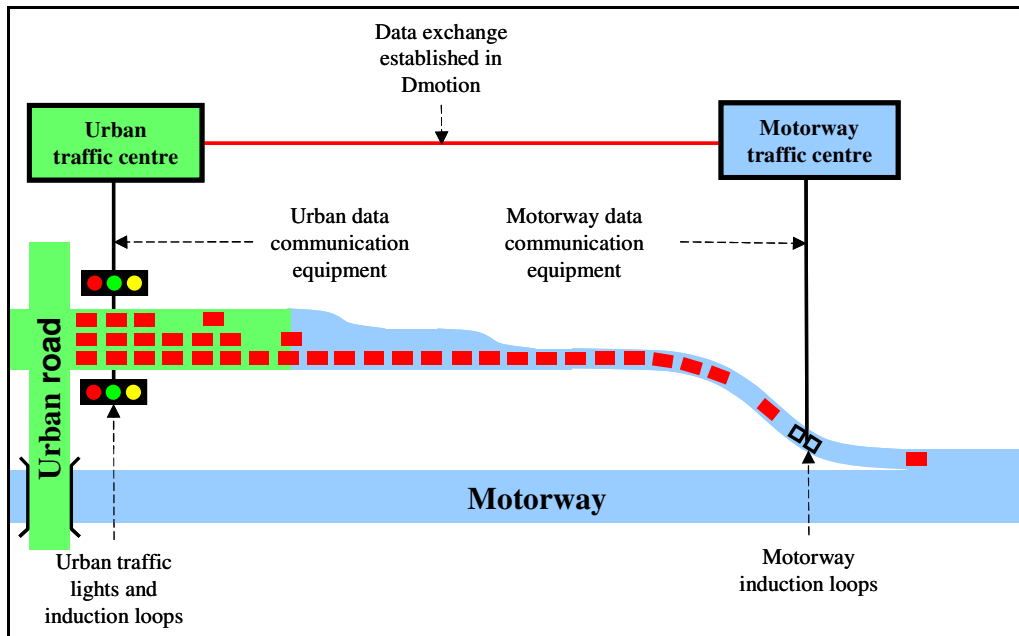 Data exchange
established in
Dmotion
Urban
traffic centre
Motorway
traffic centre
Urban data
communication
equipment
Motorway data
communication
equipment
Urban road
Motorway
Urban traffic
lights and
induction loops
Motorway
induction loops